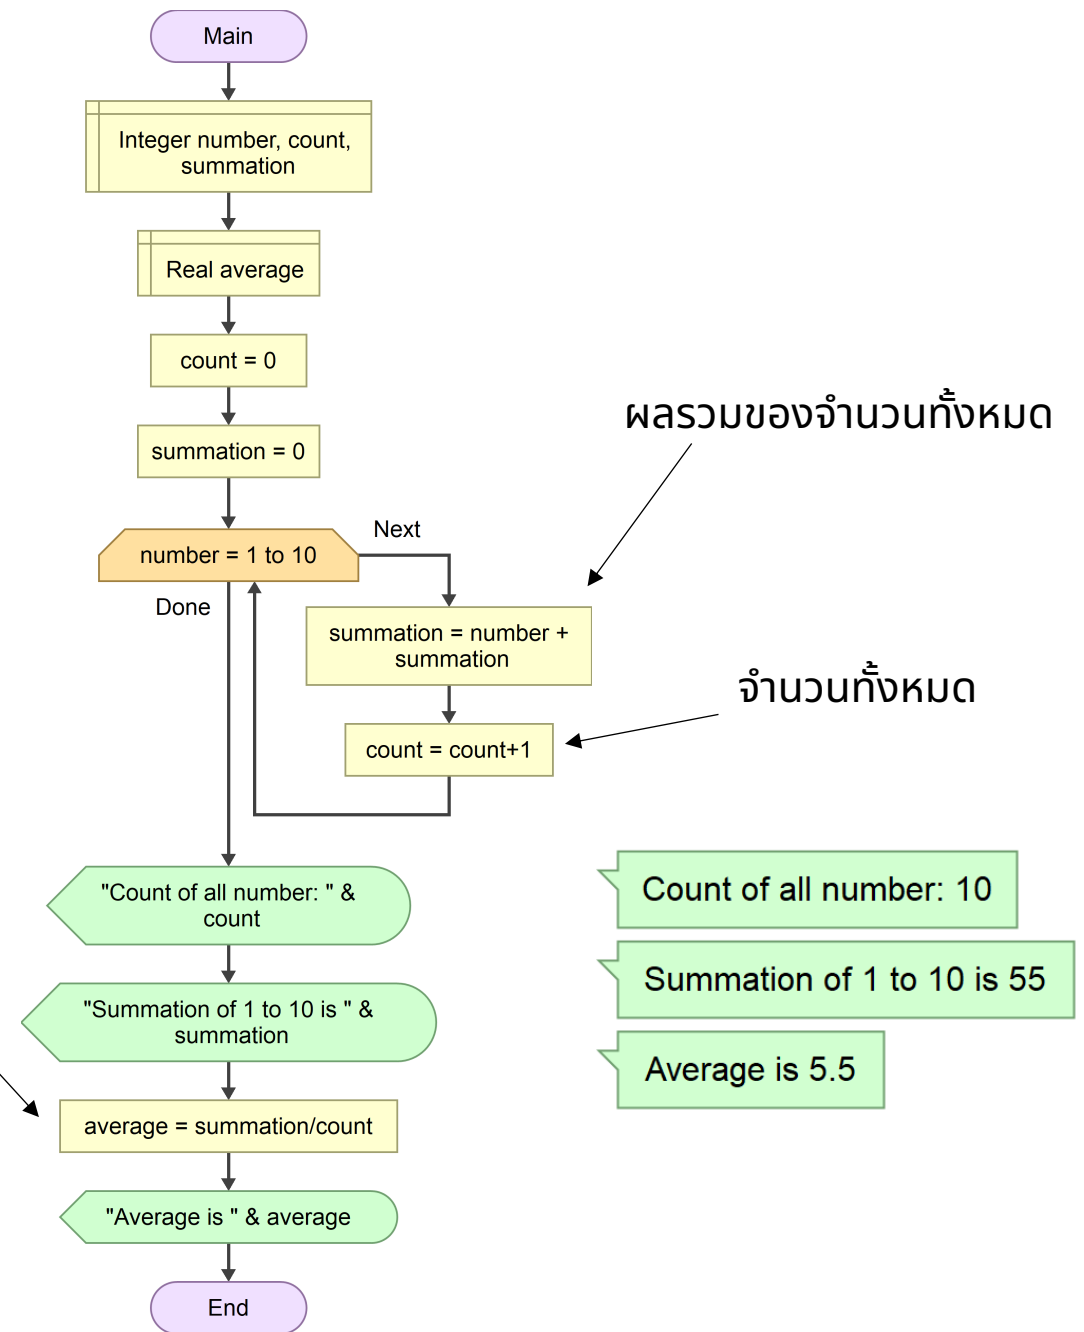 Main
Integer number, count,
summation
Real average
count = 0
summation = 0
number = 1 to 10
Next
Done
summation = number +
summation
count = count+1
ผลรวมของจำนวนทั้งหมด
จำนวนทั้งหมด
"Count of all number: " &
count
"Summation of 1 to 10 is " &
summation
average = summation/count
"Average is " & average
End
Count of all number: 10
Summation of 1 to 10 is 55
Average is 5.5